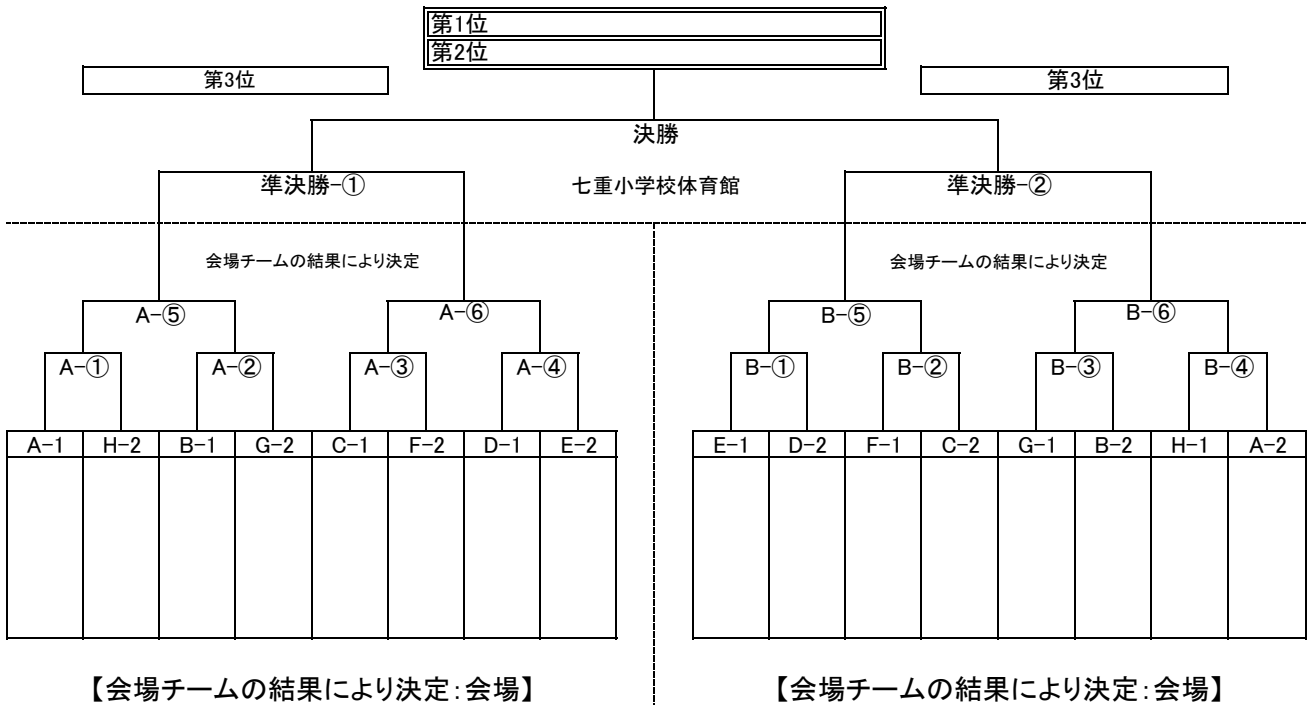 第1位
第2位
第3位
第3位
決勝
準決勝-①
七重小学校体育館
準決勝-②
会場チームの結果により決定
会場チームの結果により決定
A-⑤
A-⑥
B-⑤
B-⑥
A-①
A-②
A-③
A-④
B-①
B-②
B-③
B-④
A-1 H-2 B-1 G-2 C-1 F-2 D-1 E-2
E-1 D-2 F-1 C-2 G-1 B-2 H-1 A-2
【会場チームの結果により決定:会場】
【会場チームの結果により決定:会場】